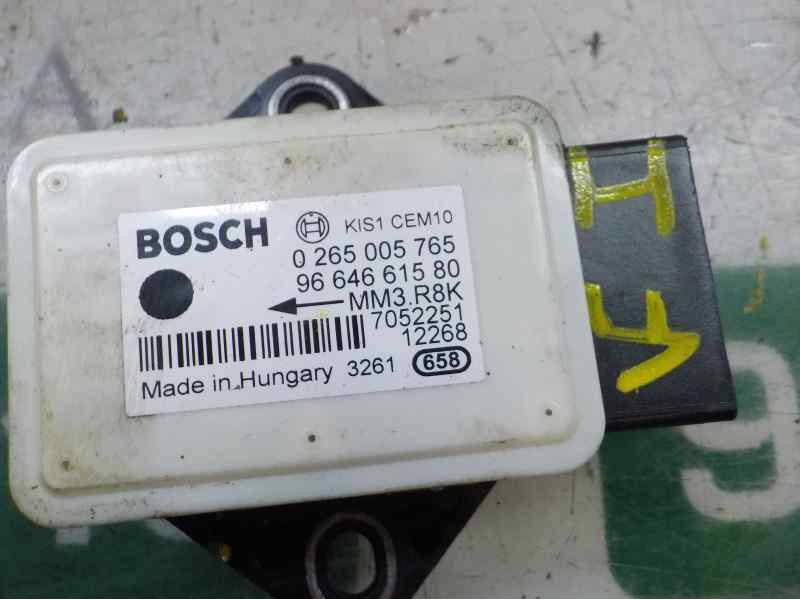 BOSCH KIS1 CEM10
0 265 005 765
96 646 615 80
MM3.R8K
7052251
12268
Made in Hungary 3261 658
9